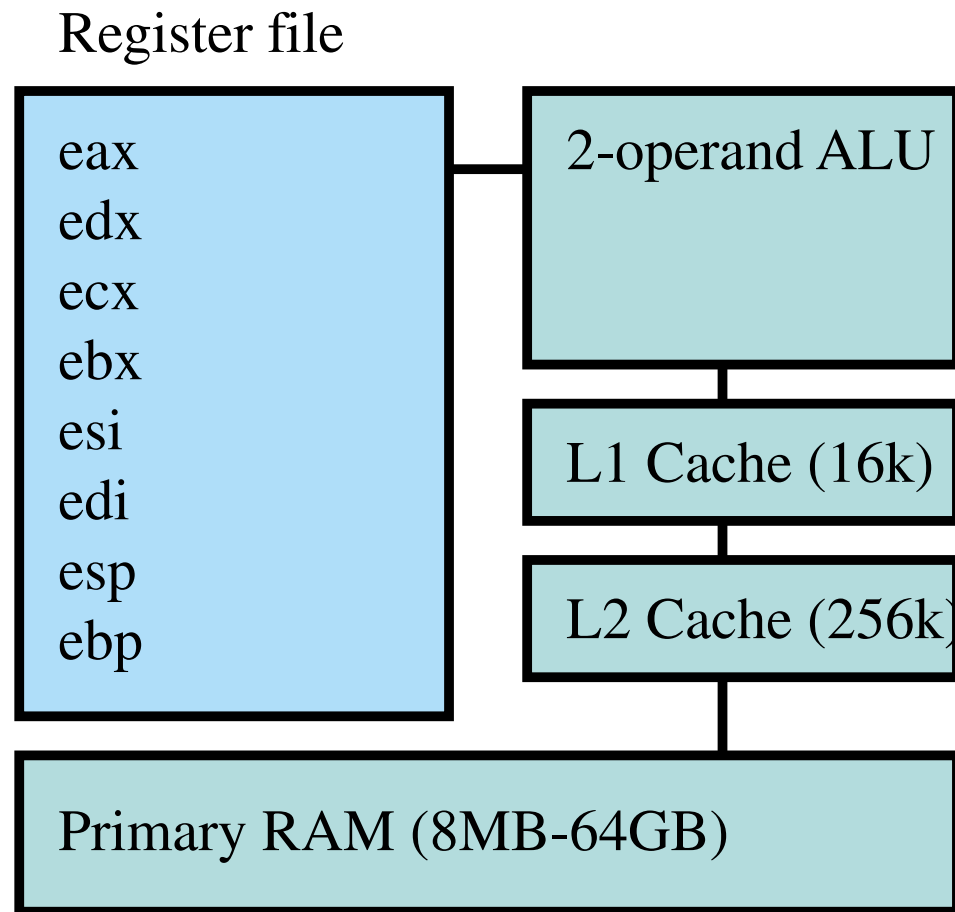 Register file
eax
edx
ecx
ebx
esi
edi
esp
ebp
2-operand ALU
L1 Cache (16k)
L2 Cache (256k)
Primary RAM (8MB-64GB)